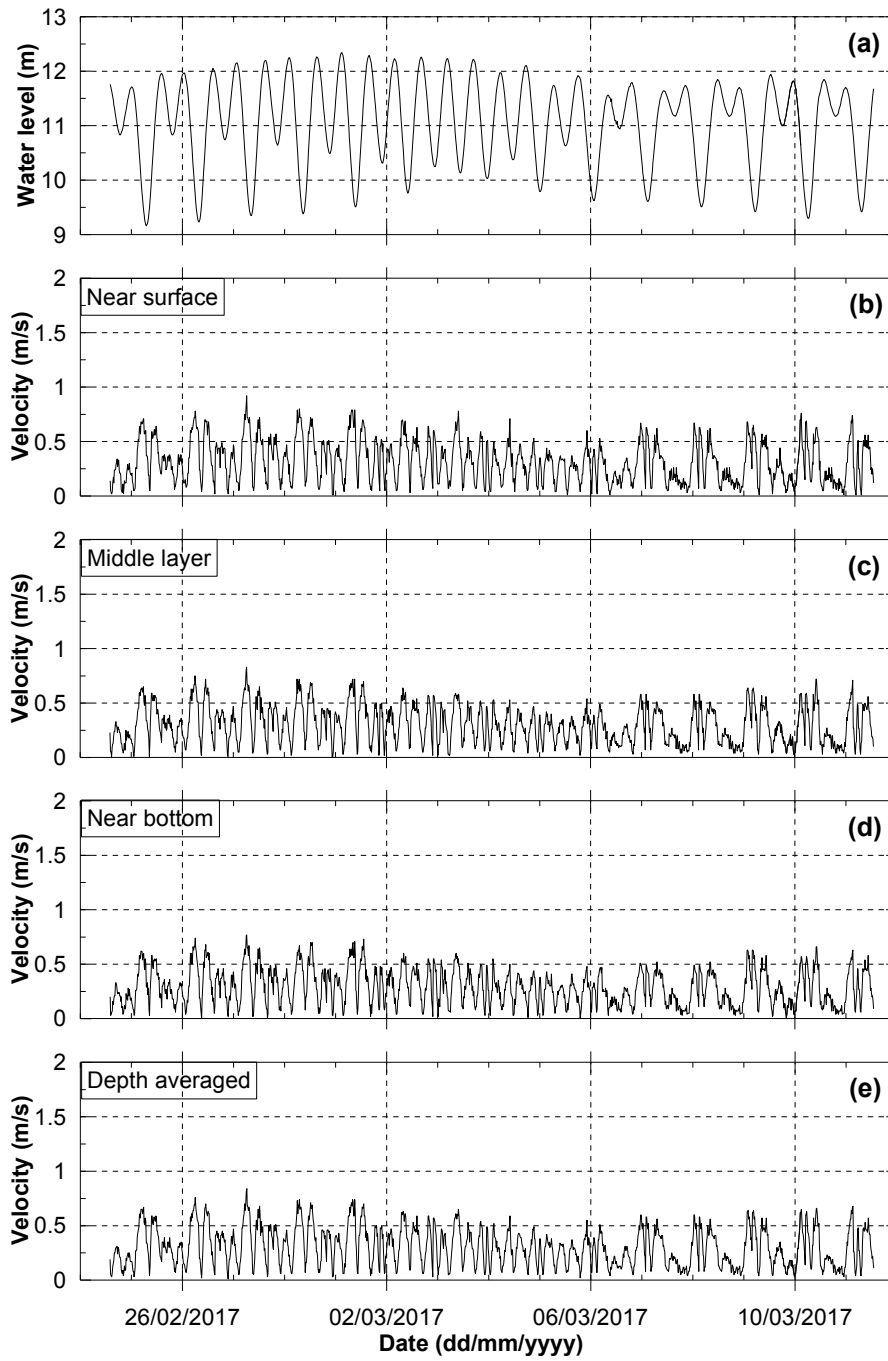 13
12
11
10
9
Water level (m)
(a)
2
1.5
1
0.5
0
Velocity (m/s)
Near surface
(b)
2
1.5
1
0.5
0
Velocity (m/s)
Middle layer
(c)
2
1.5
1
0.5
0
Velocity (m/s)
Near bottom
(d)
2
1.5
1
0.5
0
Velocity (m/s)
Depth averaged
(e)
26/02/2017 02/03/2017 06/03/2017 10/03/2017
Date (dd/mm/yyyy)